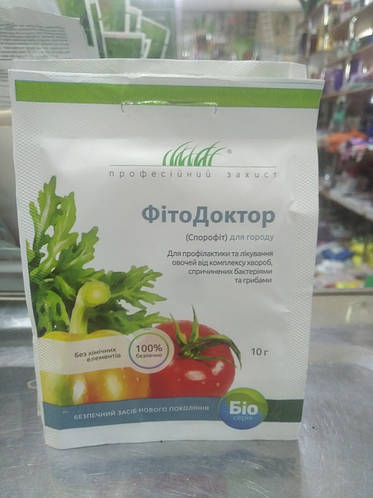 ®
професійний захист
ФітоДоктор
(Спорофіт) для городу
Для профілактики та лікування
овочей від комплексу хвороб,
спричинених бактеріями
та грибами
Без хімічних
елементів
100%
безпечно
10 г
БЕЗПЕЧНИЙ ЗАСІБ НОВОГО ПОКОЛІННЯ
Біо
серія